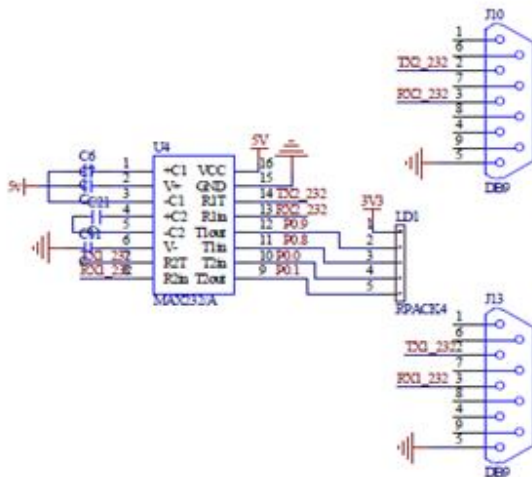 J10
1
6
TX2_232 2
7
RX2_232 3
8
4
9
5
DB9
U4
5V
C6
1 +C1 VCC 16
2 V+ GND 15
3 -C1 R1T 14 TX2_232
C21
4 +C2 R1in 13 RX2_232
5 -C2 T1out 12 P0.9
6 V- T1in 11 P0.8
R2T T2in 10 P0.0
RX1_232 R2in T2out 9 P0.1
MAX232/A
3V3
LD1
1
2
3
4
5
RPACK4
J13
1
6
TX1_232 2
7
RX1_232 3
8
4
9
5
DB9